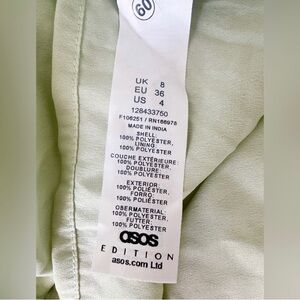 60
UK 8
EU 36
US 4
128433750
F106251 / RN166978
MADE IN INDIA
SHELL:
100% POLYESTER,
LINING:
100% POLYESTER
COUCHE EXTÉRIEURE:
100% POLYESTER,
DOUBLURE:
100% POLYESTER
EXTERIOR:
100% POLIÉSTER,
FORRO:
100% POLIÉSTER
OBERMATERIAL:
100% POLYESTER,
FUTTER:
100% POLYESTER
asos
EDITION
asos.com Ltd